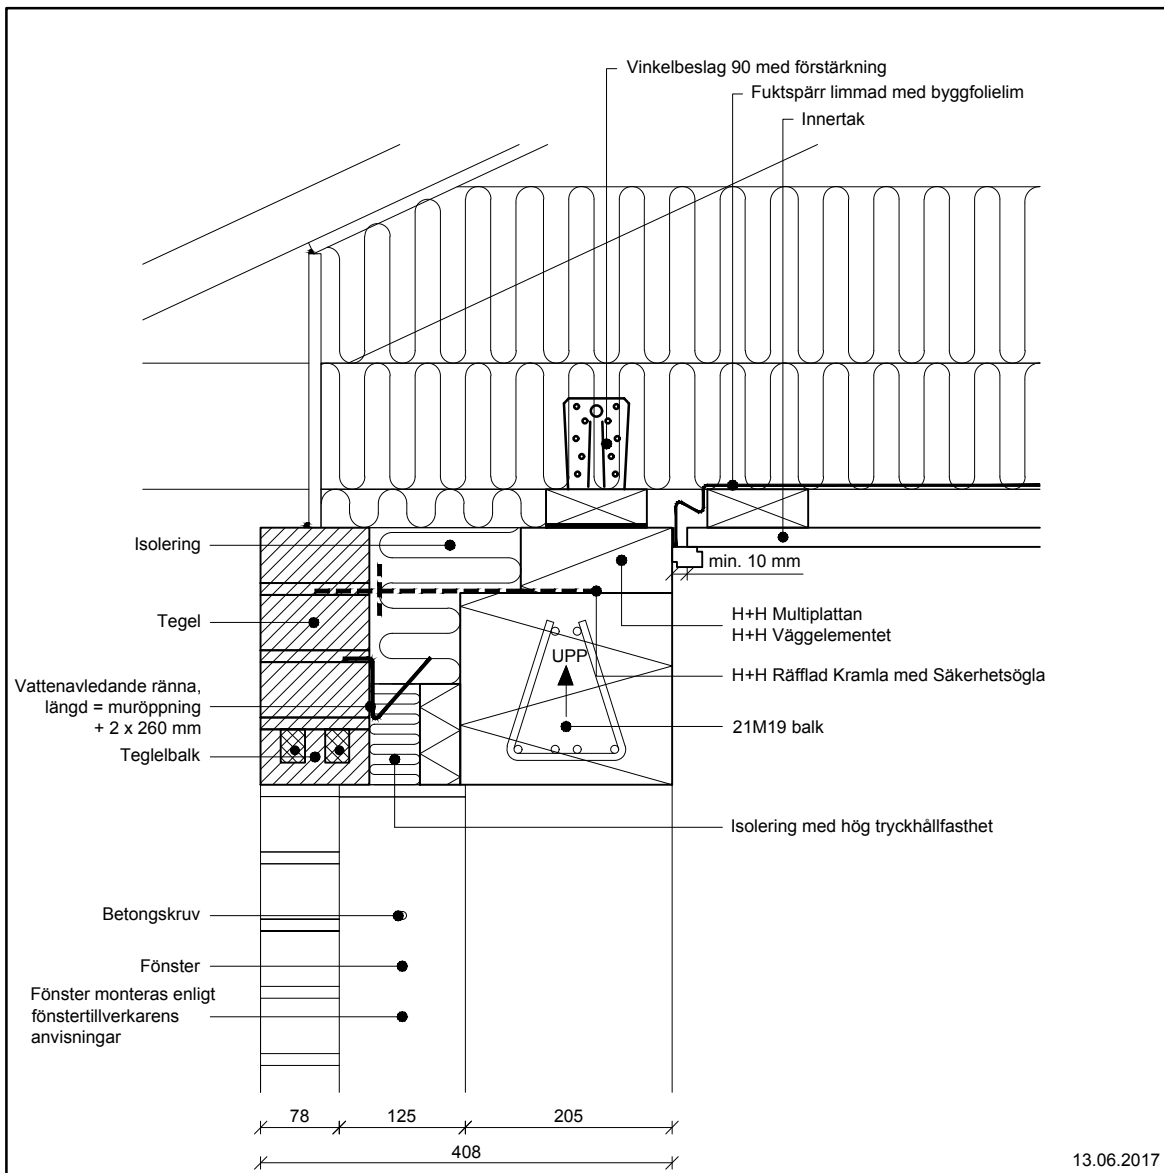 Vinkelbeslag 90 med förstärkning
Fuktspärr limmad med byggfolielim
Innertak
Isolering
min. 10 mm
Tegel
H+H Multiplattan
H+H Väggelementet
UPP
H+H Räfflad Kramla med Säkerhetsögla
Vattenavledande ränna,
längd = muröppning
+ 2 x 260 mm
21M19 balk
Teglelbalk
Isolering med hög tryckhållfasthet
Betongskruv
Fönster
Fönster monteras enligt
fönstertillverkarens
anvisningar
78
125
205
408
13.06.2017